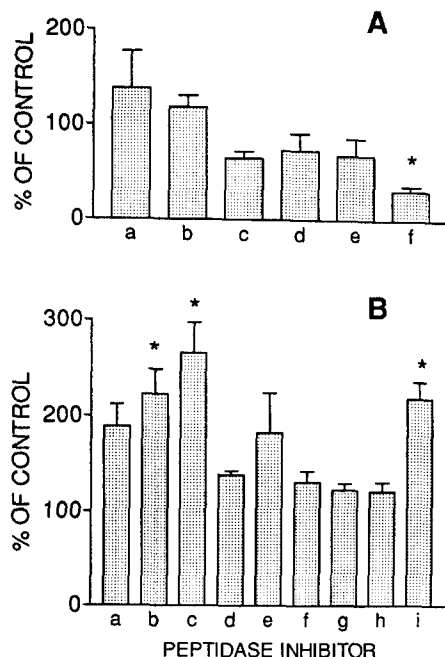 A
200
100
0
% OF CONTROL
*
a b c d e f
B
300
200
100
0
% OF CONTROL
* * *
a b c d e f g h i
PEPTIDASE INHIBITOR